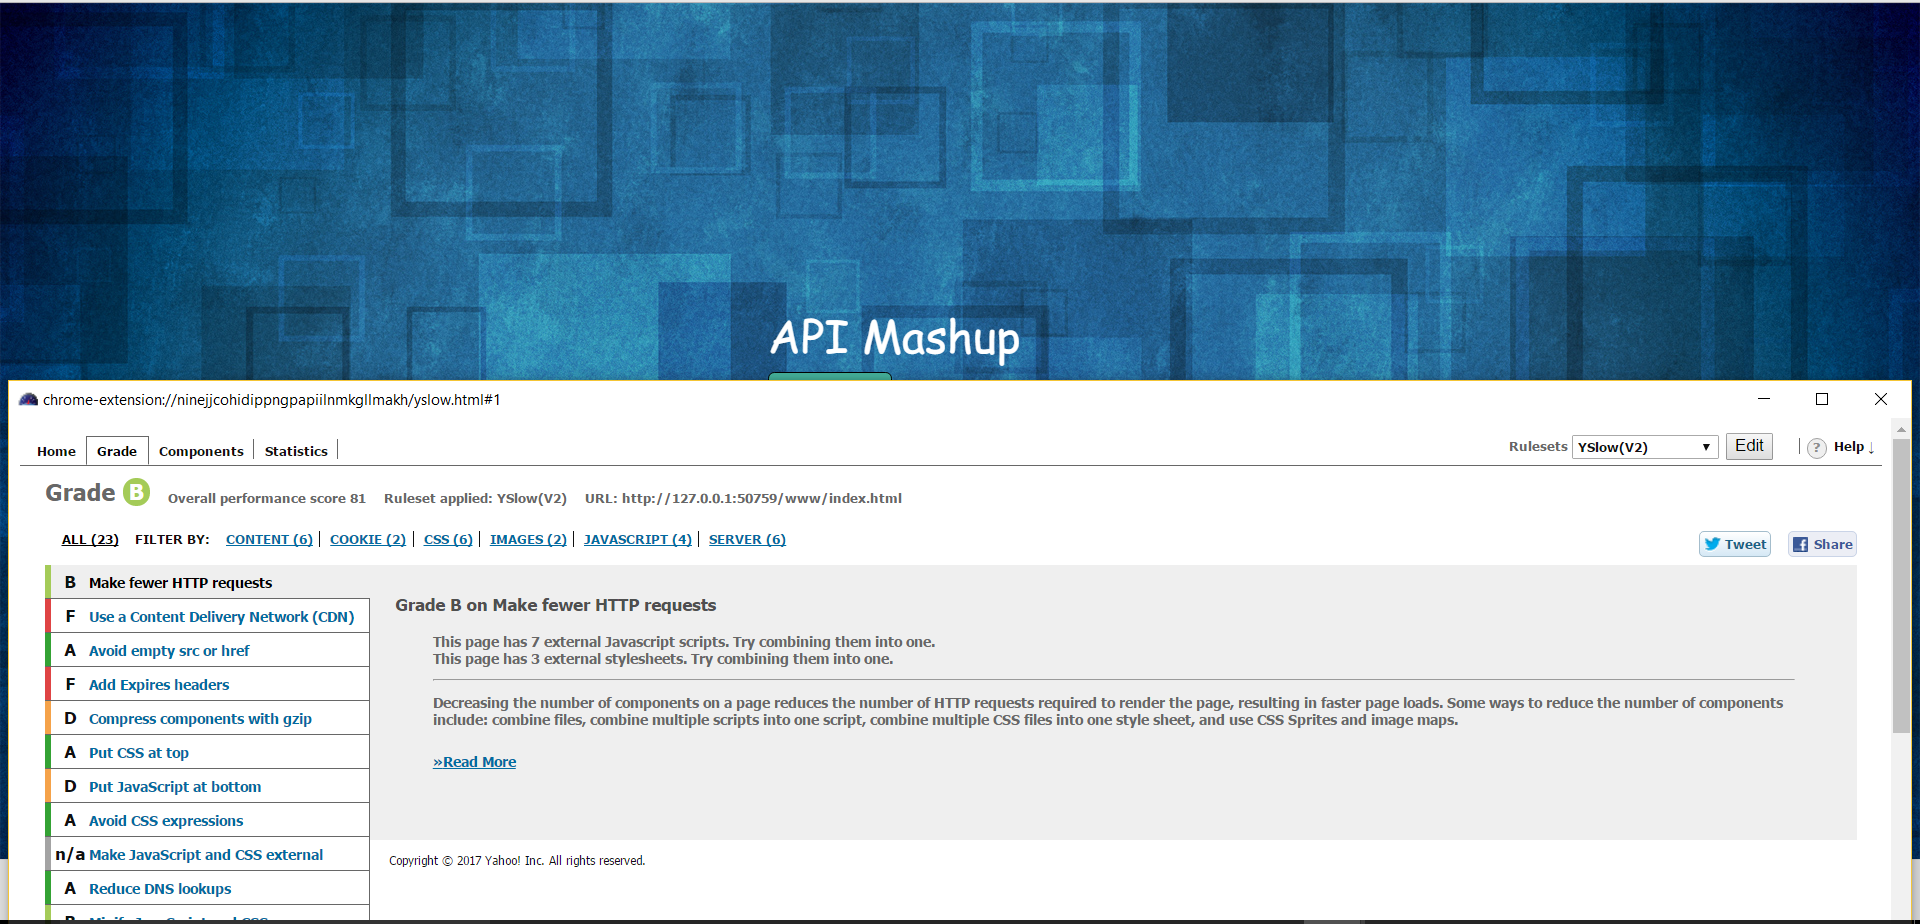 API Mashup
chrome-extension://ninejjcohidippngpapiilnmkgllmakh/yslow.html#1
Home Grade Components Statistics Rulesets YSlow(V2) Edit ? Help ↓
Grade B Overall performance score 81 Ruleset applied: YSlow(V2) URL: http://127.0.0.1:50759/www/index.html
ALL (23) FILTER BY: CONTENT (6) COOKIE (2) CSS (6) IMAGES (2) JAVASCRIPT (4) SERVER (6) Tweet Share
B Make fewer HTTP requests
F Use a Content Delivery Network (CDN)
A Avoid empty src or href
F Add Expires headers
D Compress components with gzip
A Put CSS at top
D Put JavaScript at bottom
A Avoid CSS expressions
n/a Make JavaScript and CSS external
A Reduce DNS lookups
Grade B on Make fewer HTTP requests
This page has 7 external Javascript scripts. Try combining them into one.
This page has 3 external stylesheets. Try combining them into one.
Decreasing the number of components on a page reduces the number of HTTP requests required to render the page, resulting in faster page loads. Some ways to reduce the number of components
include: combine files, combine multiple scripts into one script, combine multiple CSS files into one style sheet, and use CSS Sprites and image maps.
»Read More
Copyright © 2017 Yahoo! Inc. All rights reserved.